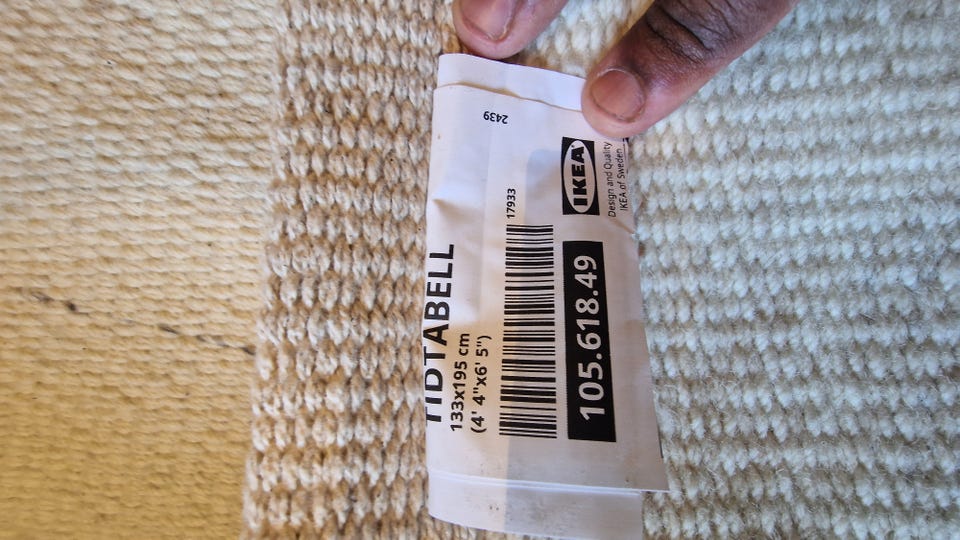 TIDTABELL
133x195 cm
(4' 4"x6' 5")
17933
105.618.49
IKEA
Design and Quality
IKEA of Sweden
2439